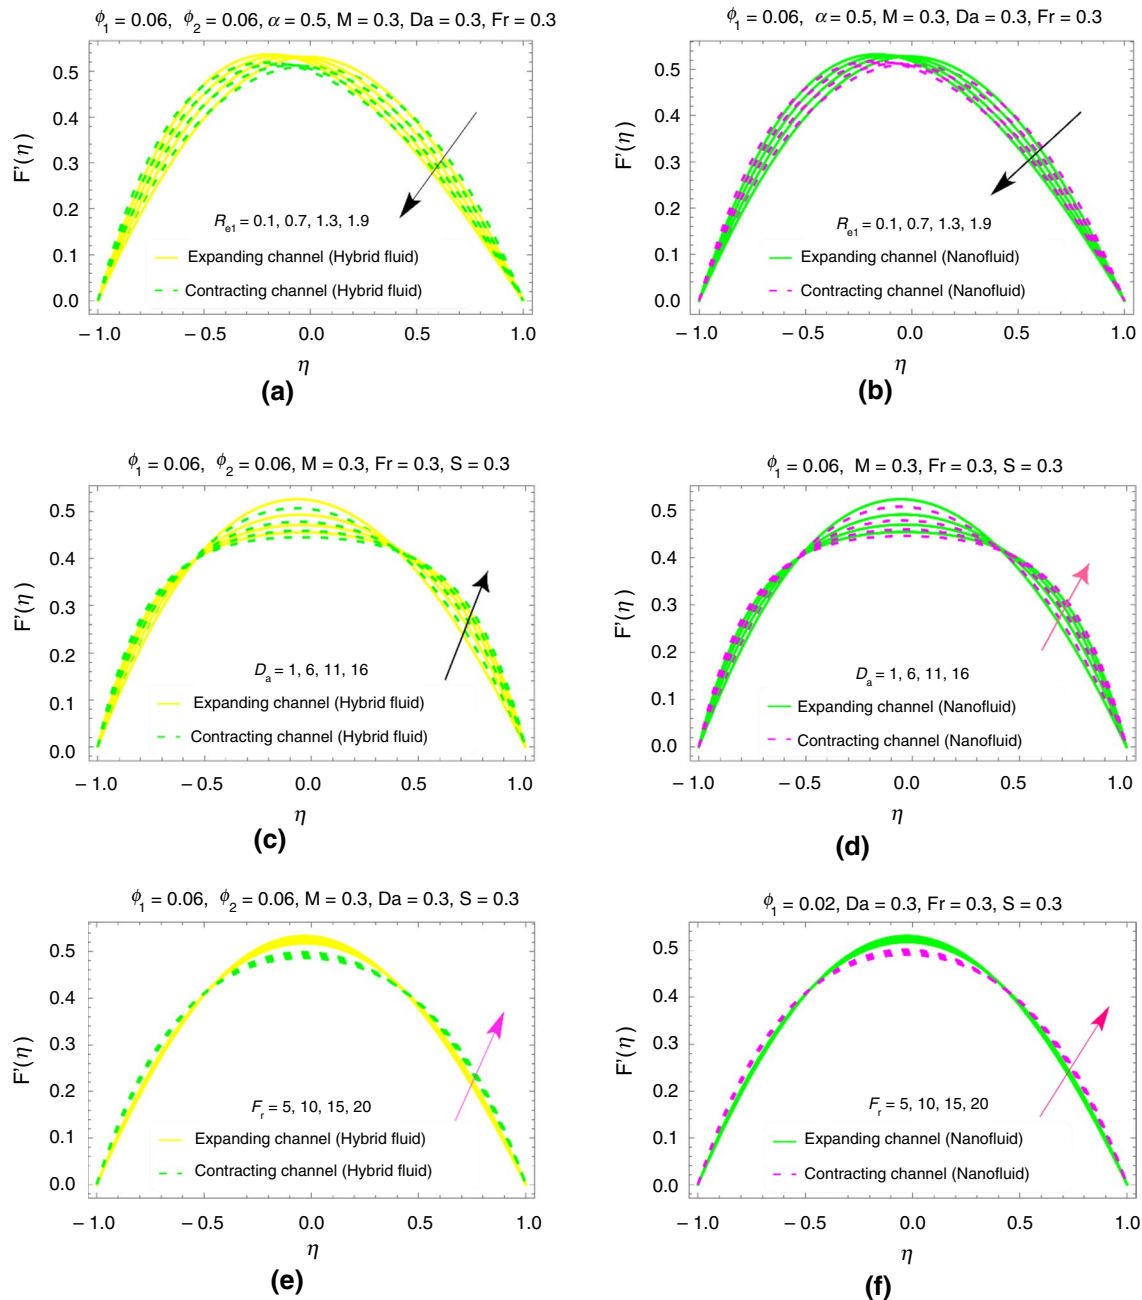 ϕ1 = 0.06, ϕ2 = 0.06, α = 0.5, M = 0.3, Da = 0.3, Fr = 0.3
F'(η)
0.5
0.4
0.3
0.2
0.1
0.0
Re1 = 0.1, 0.7, 1.3, 1.9
Expanding channel (Hybrid fluid)
Contracting channel (Hybrid fluid)
– 1.0 – 0.5 0.0 0.5 1.0
η
(a)
ϕ1 = 0.06, α = 0.5, M = 0.3, Da = 0.3, Fr = 0.3
F'(η)
0.5
0.4
0.3
0.2
0.1
0.0
Re1 = 0.1, 0.7, 1.3, 1.9
Expanding channel (Nanofluid)
Contracting channel (Nanofluid)
– 1.0 – 0.5 0.0 0.5 1.0
η
(b)
ϕ1 = 0.06, ϕ2 = 0.06, M = 0.3, Fr = 0.3, S = 0.3
F'(η)
0.5
0.4
0.3
0.2
0.1
0.0
Da = 1, 6, 11, 16
Expanding channel (Hybrid fluid)
Contracting channel (Hybrid fluid)
– 1.0 – 0.5 0.0 0.5 1.0
η
(c)
ϕ1 = 0.06, M = 0.3, Fr = 0.3, S = 0.3
F'(η)
0.5
0.4
0.3
0.2
0.1
0.0
Da = 1, 6, 11, 16
Expanding channel (Nanofluid)
Contracting channel (Nanofluid)
– 1.0 – 0.5 0.0 0.5 1.0
η
(d)
ϕ1 = 0.06, ϕ2 = 0.06, M = 0.3, Da = 0.3, S = 0.3
F'(η)
0.5
0.4
0.3
0.2
0.1
0.0
Fr = 5, 10, 15, 20
Expanding channel (Hybrid fluid)
Contracting channel (Hybrid fluid)
– 1.0 – 0.5 0.0 0.5 1.0
η
(e)
ϕ1 = 0.02, Da = 0.3, Fr = 0.3, S = 0.3
F'(η)
0.5
0.4
0.3
0.2
0.1
0.0
Fr = 5, 10, 15, 20
Expanding channel (Nanofluid)
Contracting channel (Nanofluid)
– 1.0 – 0.5 0.0 0.5 1.0
η
(f)